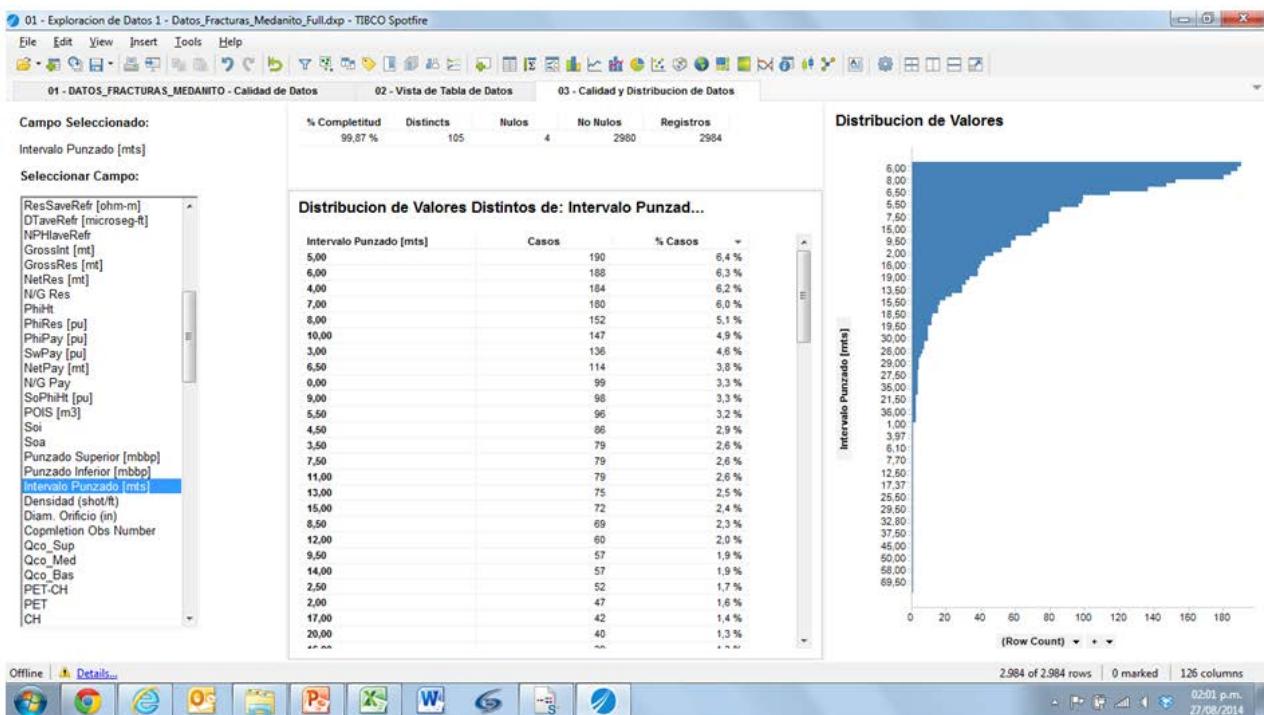 01 - Exploracion de Datos 1 - Datos_Fracturas_Medanito_Full.dxp - TIBCO Spotfire
File Edit View Insert Tools Help
01 - DATOS_FRACTURAS_MEDANITO - Calidad de Datos 02 - Vista de Tabla de Datos 03 - Calidad y Distribucion de Datos
Campo Seleccionado:
Intervalo Punzado [mts]
Seleccionar Campo:
ResSaveRefr [ohm-m]
DTaveRefr [microseg-ft]
NPHIaveRefr
GrossInt [mt]
GrossRes [mt]
NetRes [mt]
N/G Res
PhiHt
PhiRes [pu]
PhiPay [pu]
SwPay [pu]
NetPay [mt]
N/G Pay
SoPhiHt [pu]
POIS [m3]
Soi
Soa
Punzado Superior [mbbp]
Punzado Inferior [mbbp]
Intervalo Punzado [mts]
Densidad (shot/ft)
Diam. Orificio (in)
Copmletion Obs Number
Qco_Sup
Qco_Med
Qco_Bas
PET-CH
PET
CH
% Completitud Distincts Nulos No Nulos Registros
99,87 % 105 4 2980 2984
Distribucion de Valores Distintos de: Intervalo Punzad...
Intervalo Punzado [mts] Casos % Casos
5,00 190 6,4 %
6,00 188 6,3 %
4,00 184 6,2 %
7,00 180 6,0 %
8,00 152 5,1 %
10,00 147 4,9 %
3,00 136 4,6 %
6,50 114 3,8 %
0,00 99 3,3 %
9,00 98 3,3 %
5,50 96 3,2 %
4,50 86 2,9 %
3,50 79 2,6 %
7,50 79 2,6 %
11,00 79 2,6 %
13,00 75 2,5 %
15,00 72 2,4 %
8,50 69 2,3 %
12,00 60 2,0 %
9,50 57 1,9 %
14,00 57 1,9 %
2,50 52 1,7 %
2,00 47 1,6 %
17,00 42 1,4 %
20,00 40 1,3 %
Distribucion de Valores
Intervalo Punzado [mts]
6,00
8,00
6,50
5,50
7,50
15,00
9,50
2,00
16,00
19,00
13,50
15,50
18,50
19,50
30,00
26,00
29,00
27,50
35,00
21,50
36,00
1,00
3,97
6,10
7,70
12,60
17,37
25,50
29,50
32,80
37,50
45,00
50,00
58,00
69,50
0 20 40 60 80 100 120 140 160 180
(Row Count) +
Offline Details... 2.984 of 2.984 rows 0 marked 126 columns
02:01 p.m.
27/08/2014